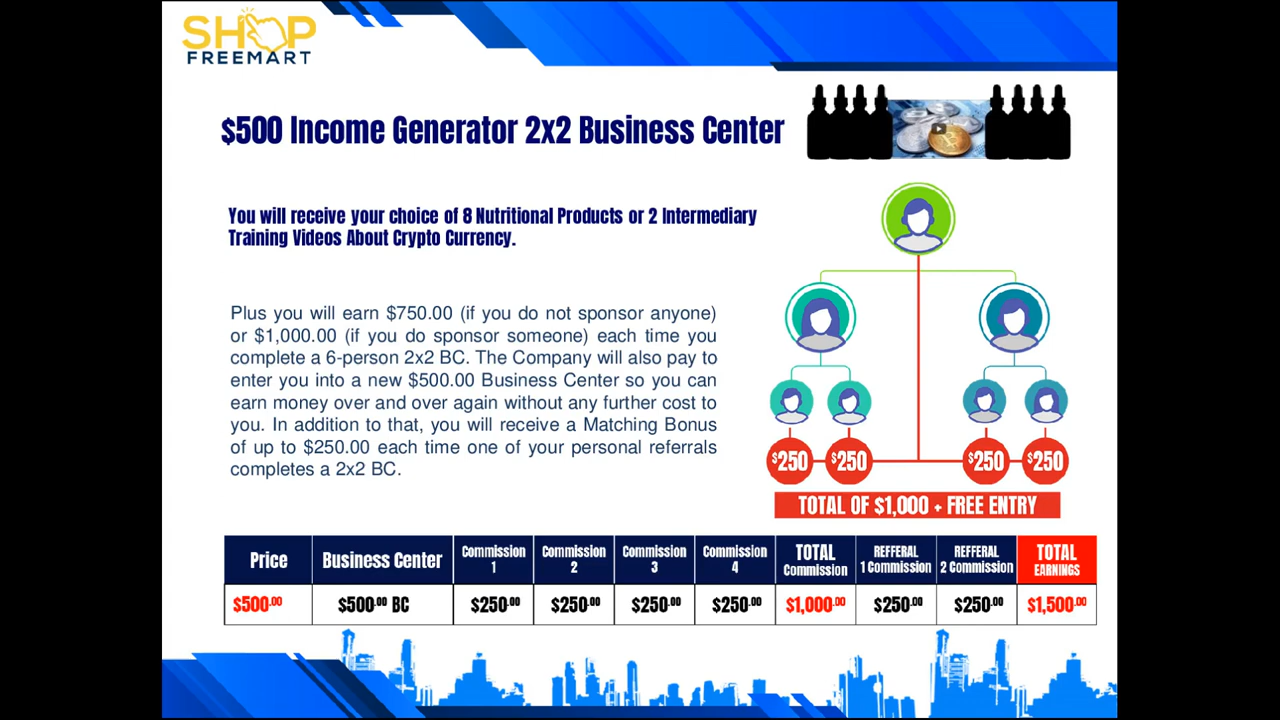 SHOP
FREEMART
$500 Income Generator 2x2 Business Center
You will receive your choice of 8 Nutritional Products or 2 Intermediary
Training Videos About Crypto Currency.
Plus you will earn $750.00 (if you do not sponsor anyone)
or $1,000.00 (if you do sponsor someone) each time you
complete a 6-person 2x2 BC. The Company will also pay to
enter you into a new $500.00 Business Center so you can
earn money over and over again without any further cost to
you. In addition to that, you will receive a Matching Bonus
of up to $250.00 each time one of your personal referrals
completes a 2x2 BC.
$250 $250 $250 $250
TOTAL OF $1,000 + FREE ENTRY
Price Business Center Commission 1 Commission 2 Commission 3 Commission 4 TOTAL Commission REFFERAL 1 Commission REFFERAL 2 Commission TOTAL EARNINGS
$500.00 $500.00 BC $250.00 $250.00 $250.00 $250.00 $1,000.00 $250.00 $250.00 $1,500.00